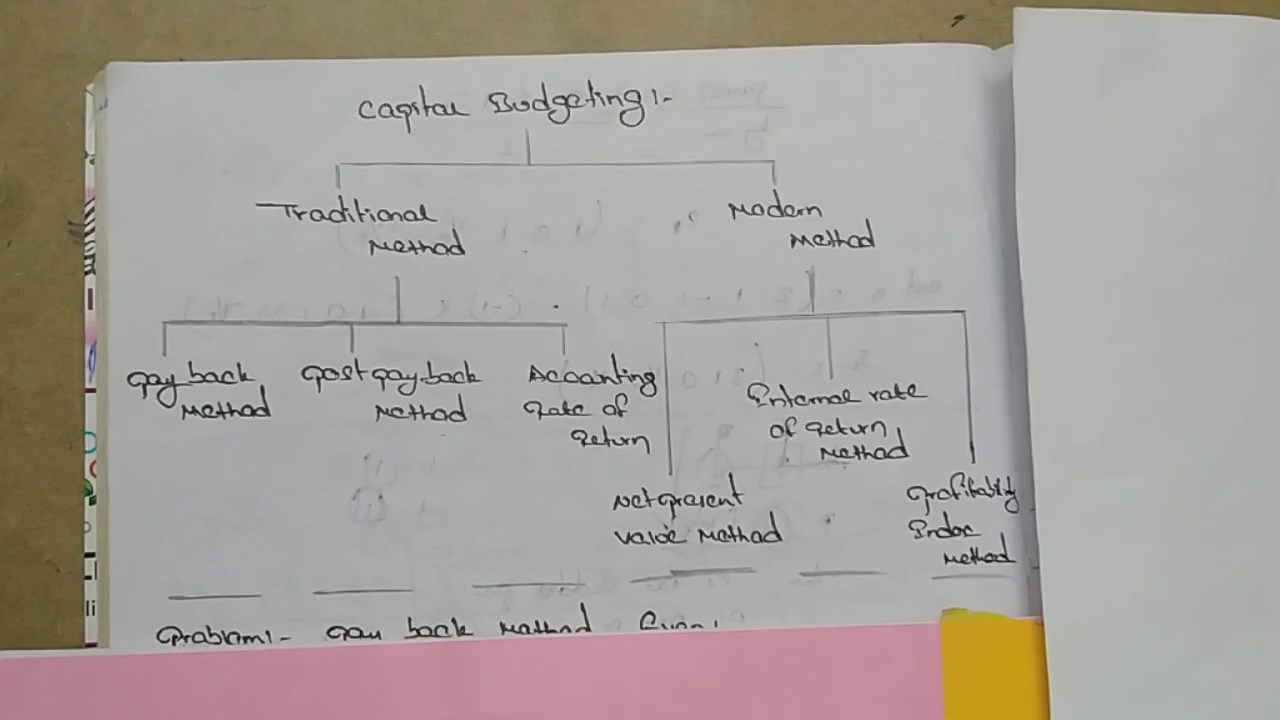 Capital Budgeting :-
Traditional
Method
Modern
Method
Pay back
Method
Post pay-back
Method
Accounting
Rate of
Return
Internal rate
of Return
Method
Net present
value Method
Profitability
Index
Method
Problem :- Pay back Method